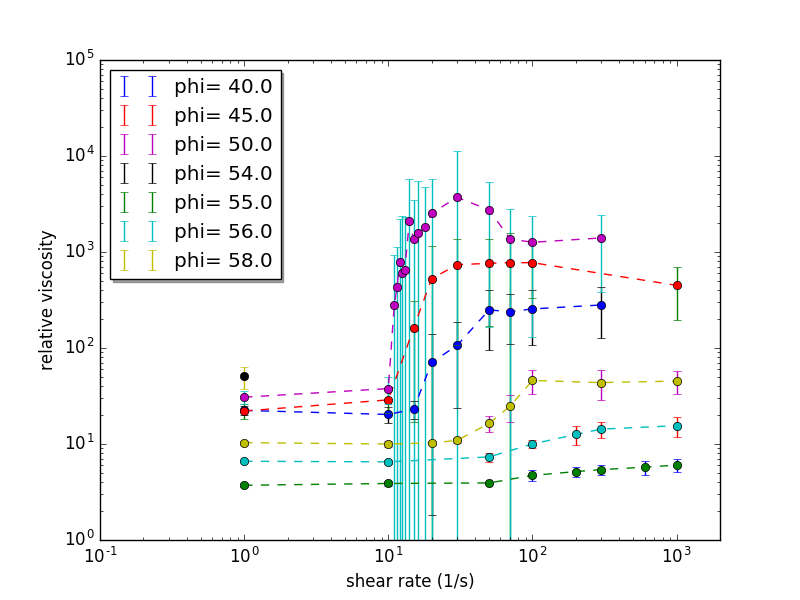 10^5
10^4
10^3
10^2
10^1
10^0
relative viscosity
phi= 40.0
phi= 45.0
phi= 50.0
phi= 54.0
phi= 55.0
phi= 56.0
phi= 58.0
10^-1
10^0
10^1
10^2
10^3
shear rate (1/s)